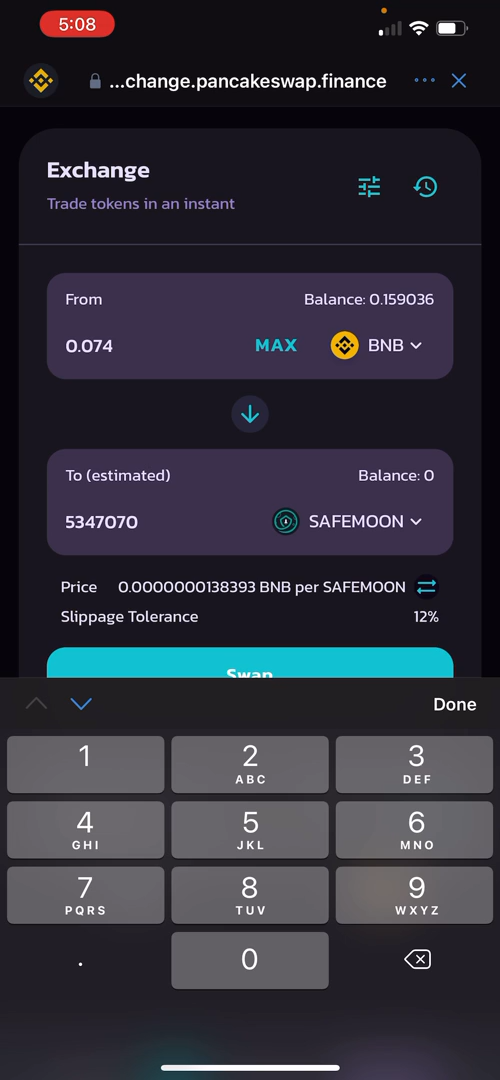 5:08
...change.pancakeswap.finance
Exchange
Trade tokens in an instant
From Balance: 0.159036
0.074 MAX BNB
To (estimated) Balance: 0
5347070 SAFEMOON
Price 0.0000000138393 BNB per SAFEMOON
Slippage Tolerance 12%
Swap
Done
1 2 3
ABC DEF
4 5 6
GHI JKL MNO
7 8 9
PQRS TUV WXYZ
. 0